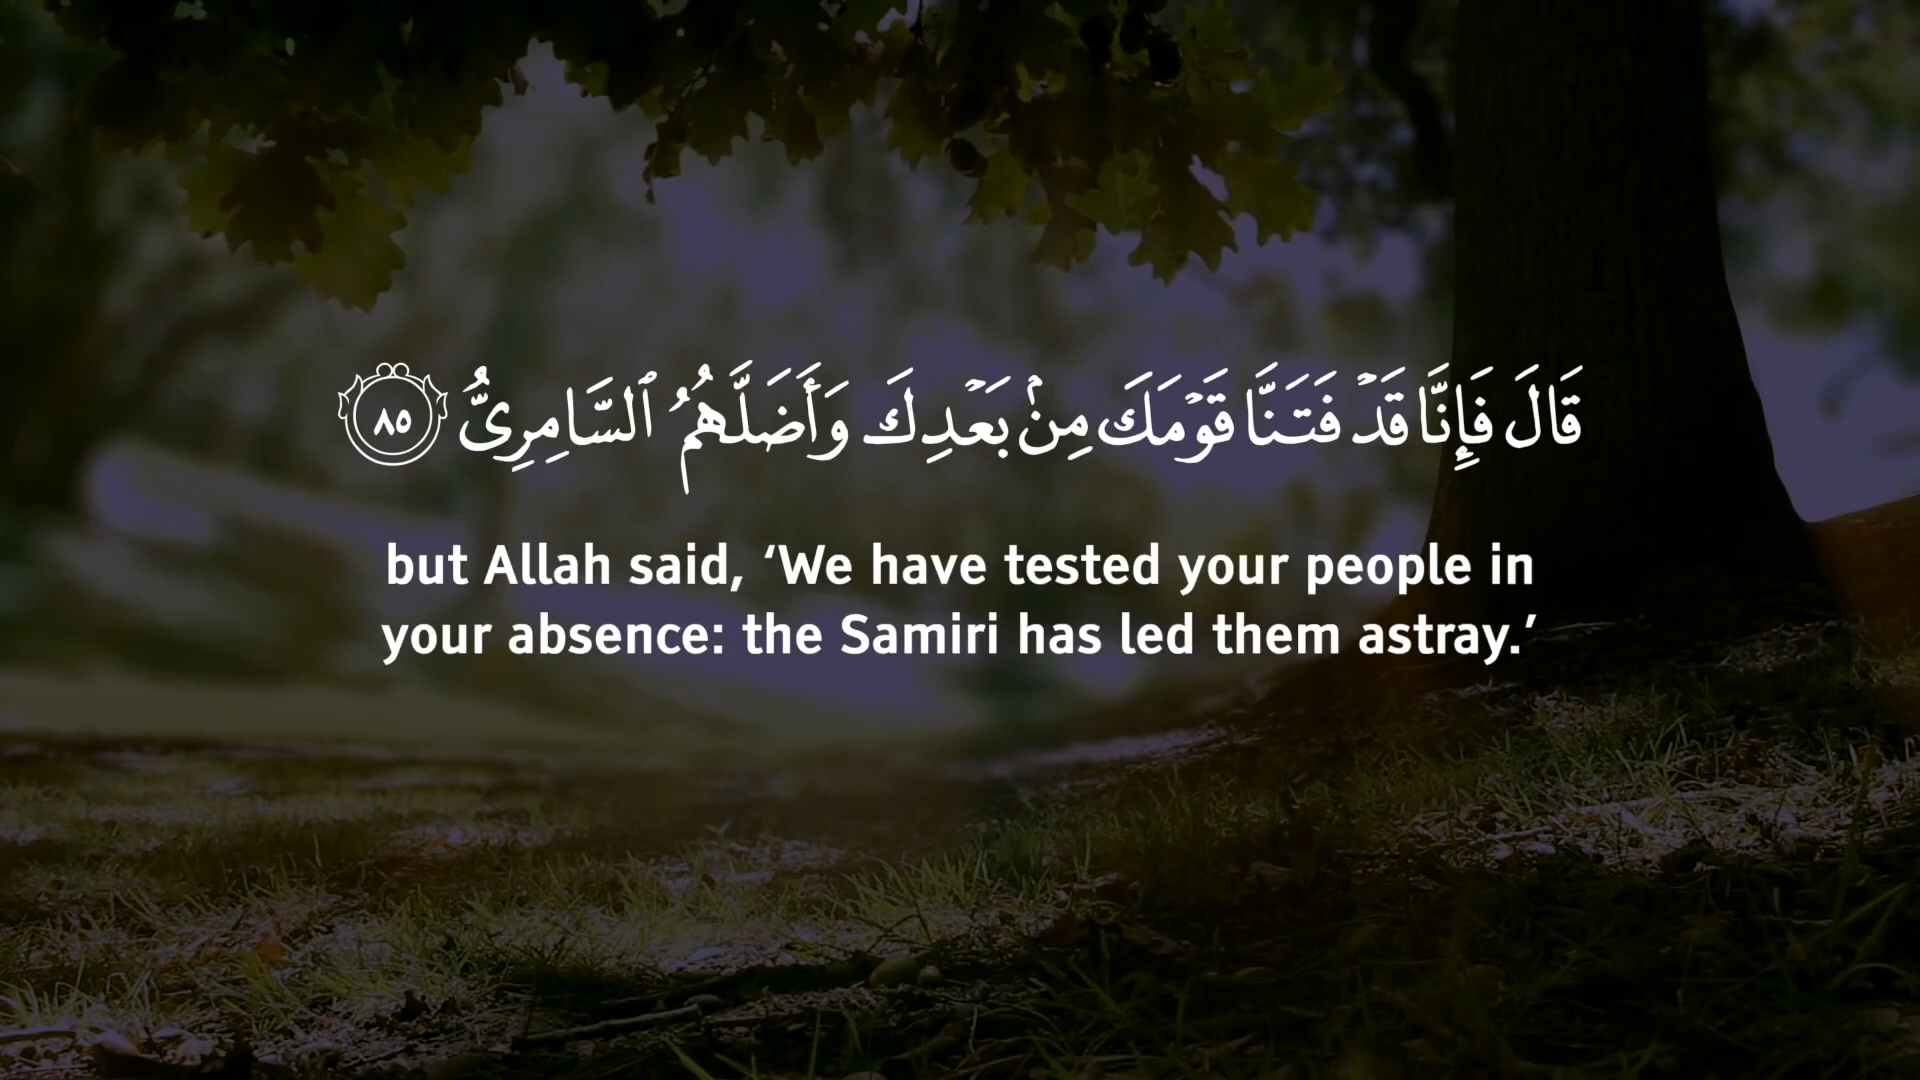 قَالَ فَإِنَّا قَدۡ فَتَنَّا قَوۡمَكَ مِنۢ بَعۡدِكَ وَأَضَلَّهُمُ ٱلسَّامِرِيُّ ٨٥
but Allah said, ‘We have tested your people in
your absence: the Samiri has led them astray.’